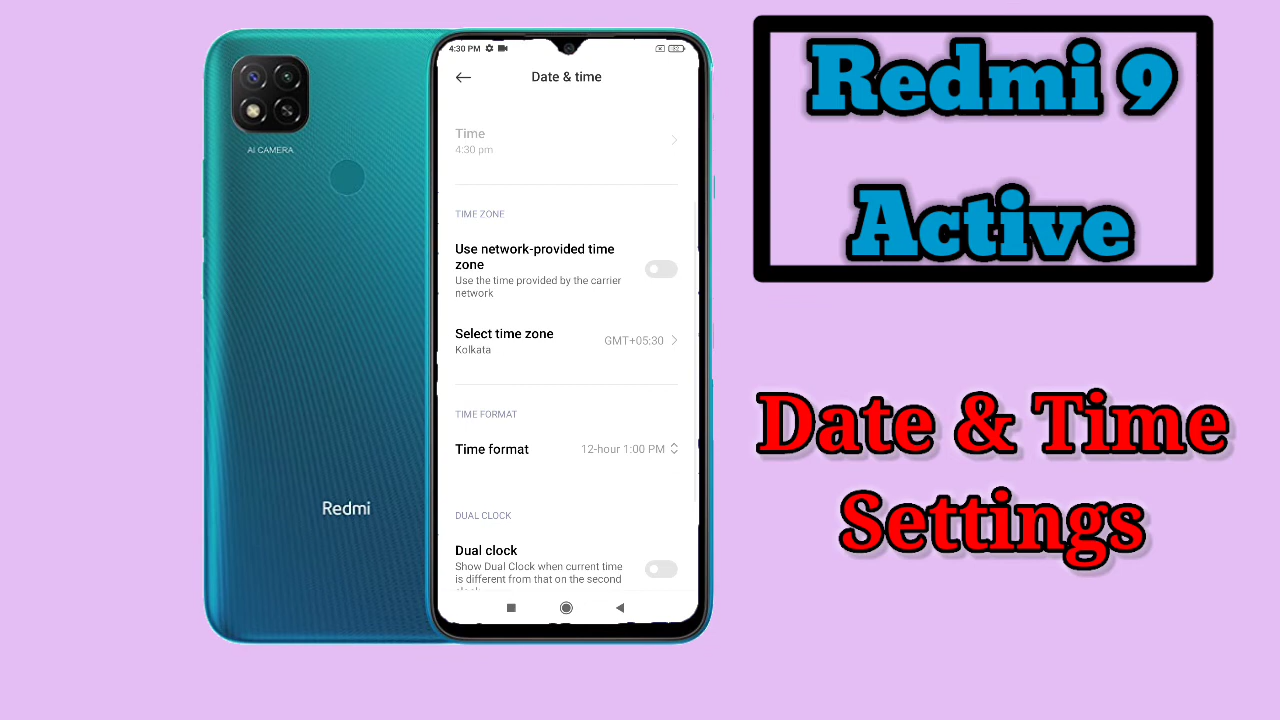 AI CAMERA
Redmi
4:30 PM
Date & time
Time
4:30 pm
TIME ZONE
Use network-provided time
zone
Use the time provided by the carrier
network
Select time zone
GMT+05:30
Kolkata
TIME FORMAT
Time format
12-hour 1:00 PM
DUAL CLOCK
Dual clock
Show Dual Clock when current time
is different from that on the second
Redmi 9
Active
Date & Time
Settings